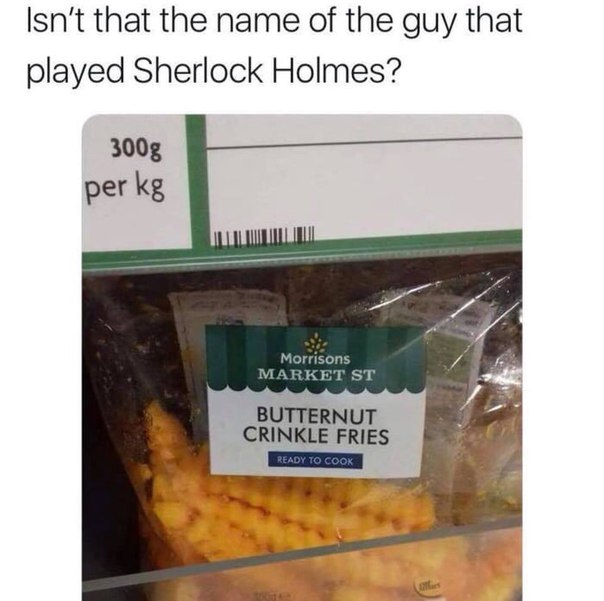 Isn't that the name of the guy that
played Sherlock Holmes?
300g
per kg
Morrisons
MARKET ST
BUTTERNUT
CRINKLE FRIES
READY TO COOK